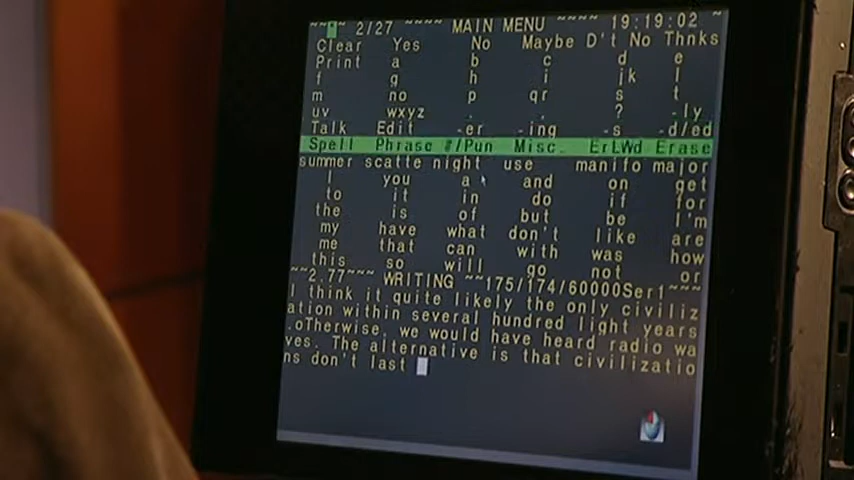 ~~* 2/27 ~~~~ MAIN MENU ~~~~ 19:19:02 ~
Clear Yes No Maybe D't No Thnks
Print a b c d e
f g h i jk l
m no p qr s t
uv wxyz . , ? -ly
Talk Edit -er -ing -s -d/ed
Spell Phrase #/Pun Misc. ErLWd Erase
summer scatte night use manifo major
I you a and on get
to it in do if for
the is of but be I'm
my have what don't like are
me that can with was how
this so will go not or
~~2.77~~~ WRITING ~~175/174/60000Ser1~~~
I think it quite likely the only civiliz
ation within several hundred light years
.oTherwise, we would have heard radio wa
ves. The alternative is that civilizatio
ns don't last